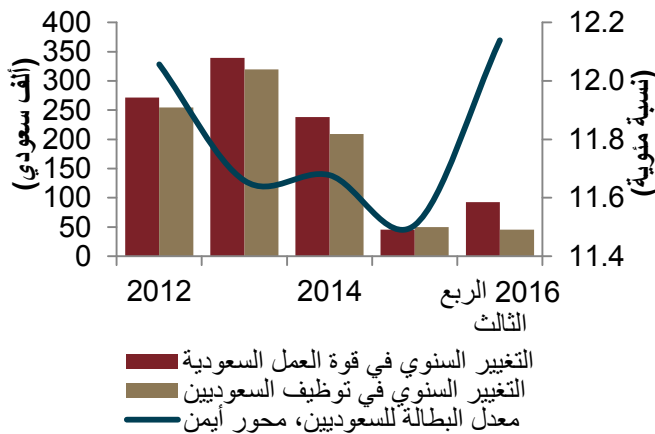 400
350
300
250
200
150
100
50
0
(ألف سعودي)
12.2
12.0
11.8
11.6
11.4
(نسبة مئوية)
2012
2014
2016 الربع
الثالث
التغيير السنوي في قوة العمل السعودية
التغيير السنوي في توظيف السعوديين
معدل البطالة للسعوديين، محور أيمن